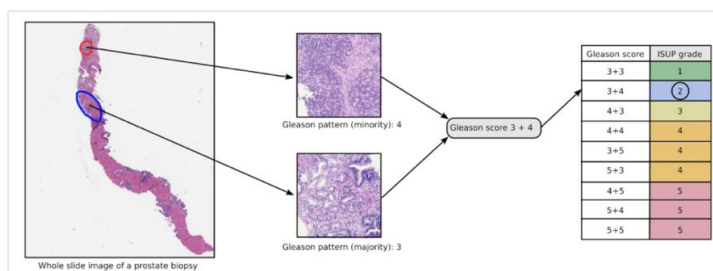 Whole slide image of a prostate biopsy
Gleason pattern (minority): 4
Gleason pattern (majority): 3
Gleason score 3 + 4
Gleason score ISUP grade
3+3 1
3+4 2
4+3 3
4+4 4
3+5 4
5+3 4
4+5 5
5+4 5
5+5 5